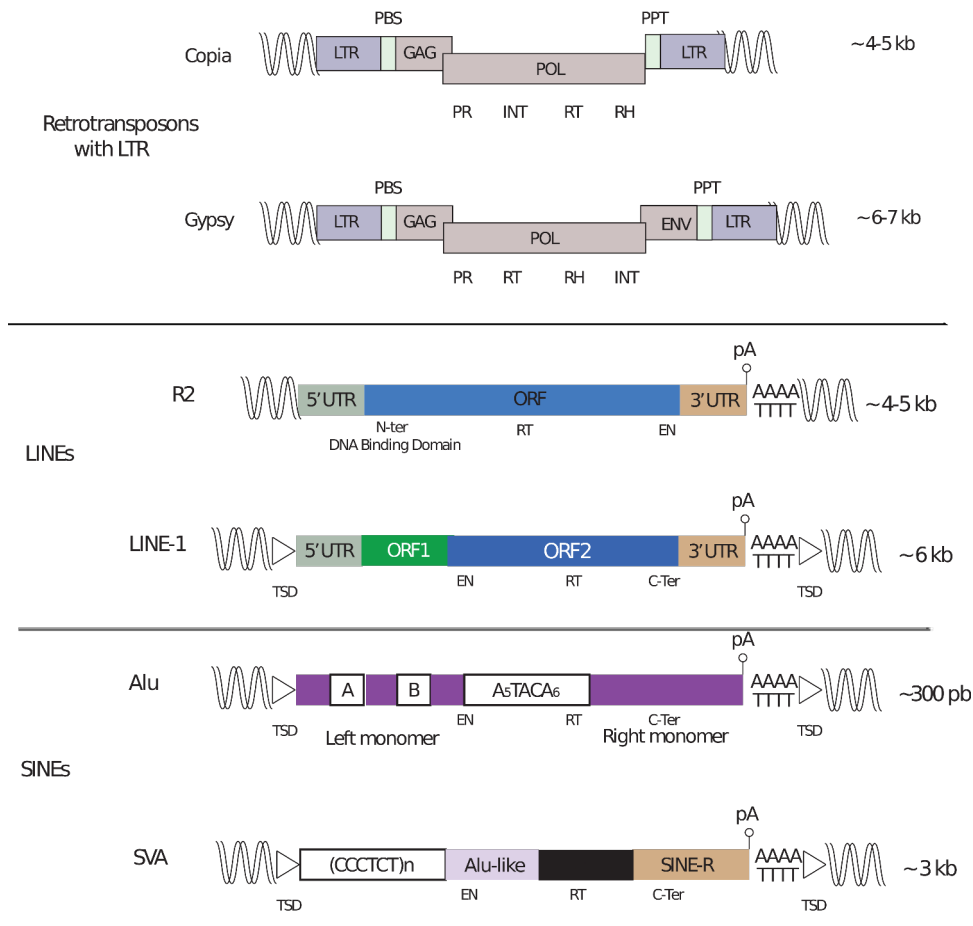 PBS PPT
Copia LTR GAG POL LTR ~4-5 kb
PR INT RT RH
Retrotransposons
with LTR
PBS PPT
Gypsy LTR GAG POL ENV LTR ~6-7 kb
PR RT RH INT
pA
R2 5'UTR ORF 3'UTR AAAA ~4-5 kb
TTTT
N-ter RT EN
DNA Binding Domain
LINEs
pA
LINE-1 5'UTR ORF1 ORF2 3'UTR AAAA ~6 kb
TTTT
TSD EN RT C-Ter TSD
pA
Alu A B A5TACA6 AAAA ~300 pb
TTTT
TSD EN RT C-Ter TSD
Left monomer Right monomer
SINEs
pA
SVA (CCCTCT)n Alu-like SINE-R AAAA ~3 kb
TTTT
EN RT C-Ter
TSD TSD